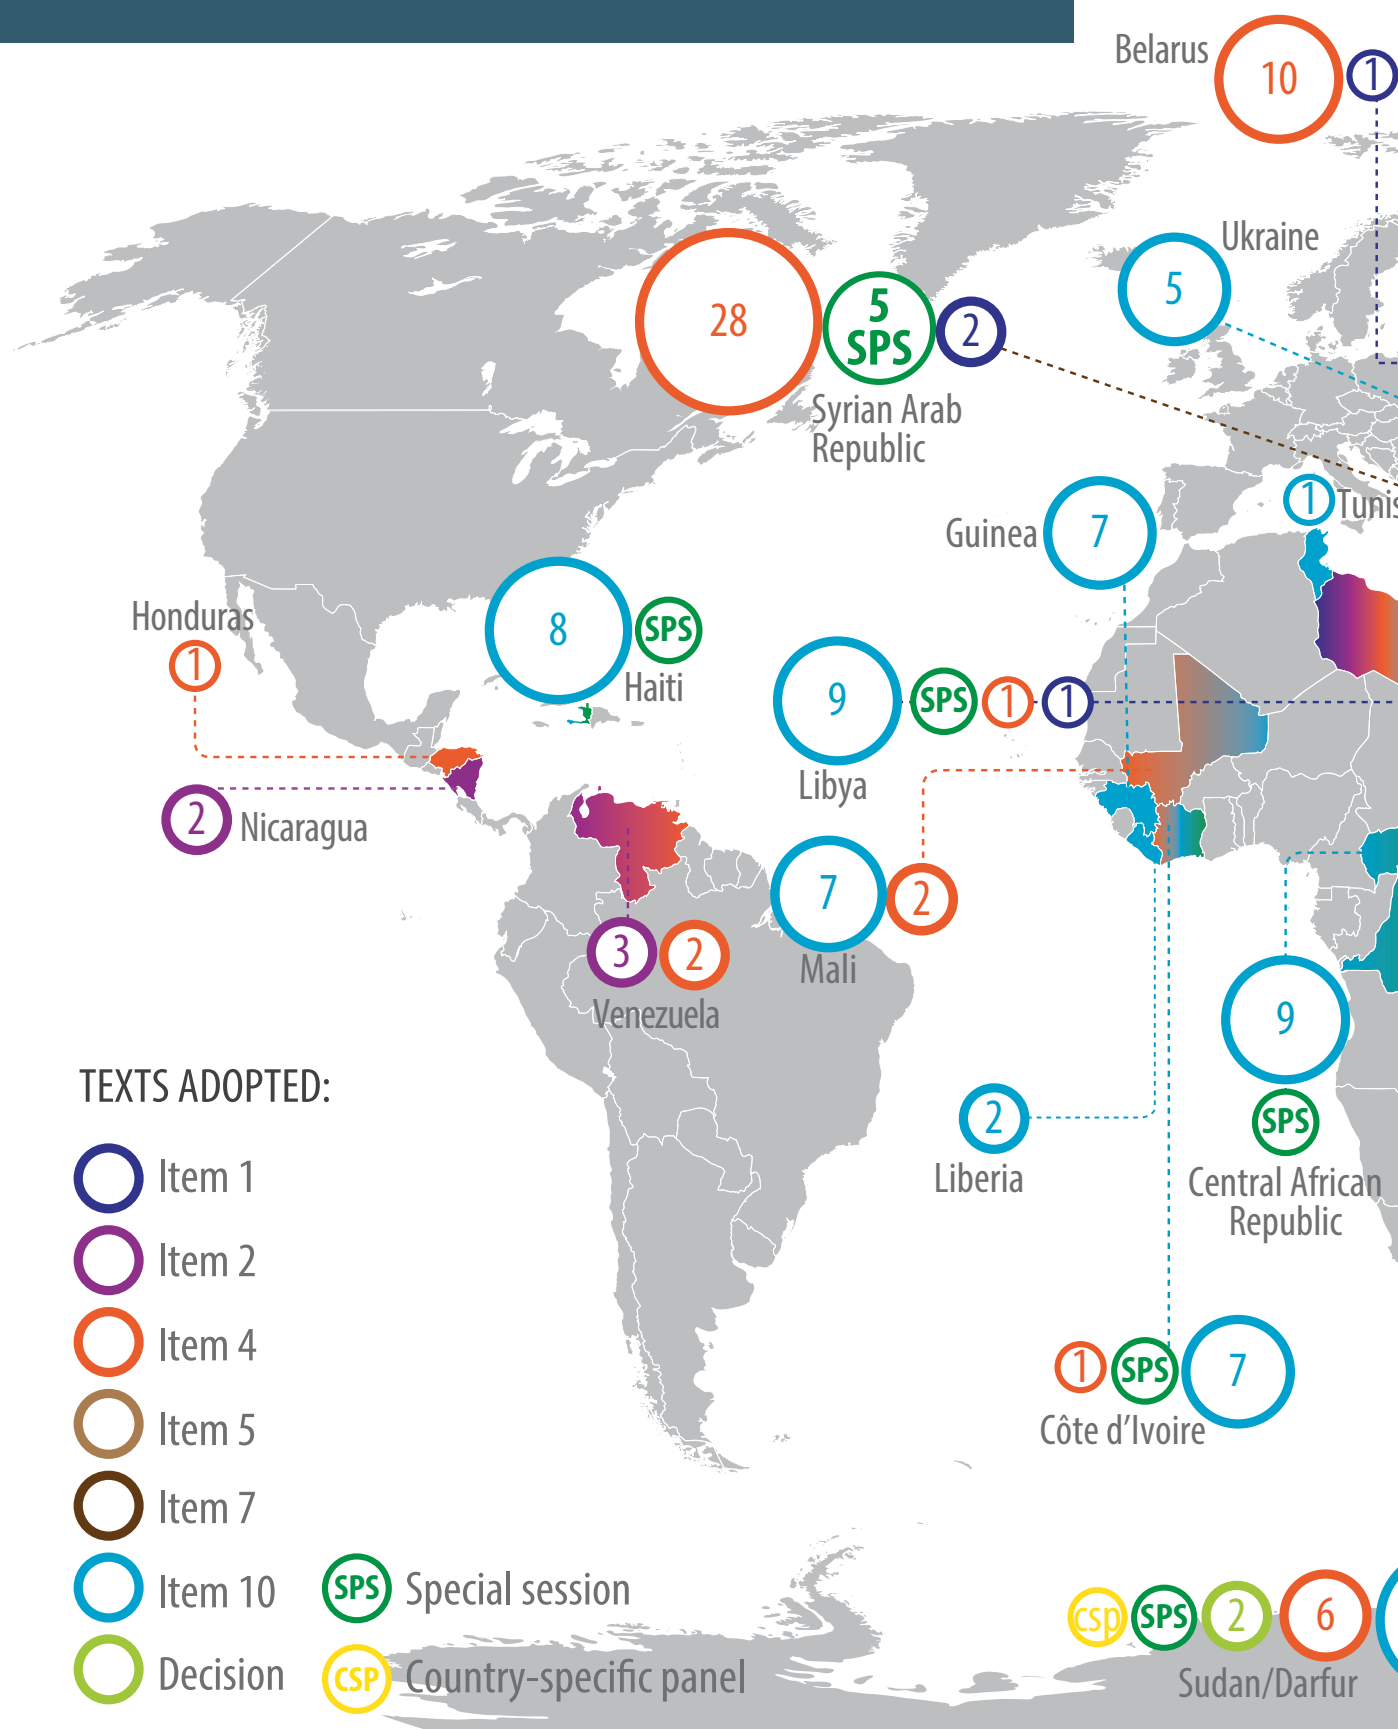 Belarus
10
1
Ukraine
5
28
5
SPS
2
Syrian Arab
Republic
1
Guinea
7
Honduras
1
8
SPS
Haiti
9
SPS
1
1
Libya
2
Nicaragua
7
2
Mali
3
2
Venezuela
9
SPS
Central African
Republic
2
Liberia
TEXTS ADOPTED:
Item 1
Item 2
Item 4
Item 5
Item 7
Item 10
Decision
SPS Special session
CSP Country-specific panel
1
SPS
7
Côte d’Ivoire
csp
SPS
2
6
Sudan/Darfur